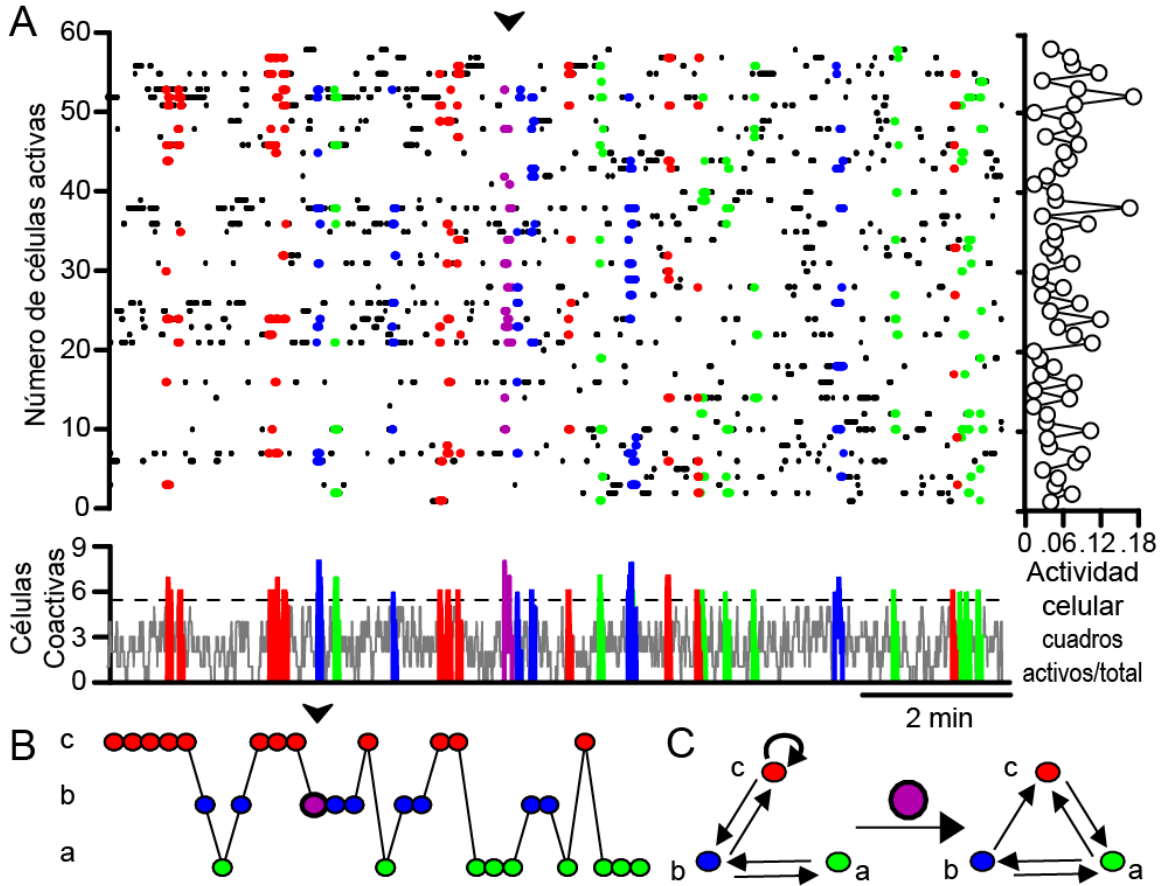 A
60
50
40
30
20
10
0
Número de células activas
0 .06 .12 .18
Actividad
celular
cuadros
activos/total
9
6
3
0
Células
Coactivas
2 min
B
c
b
a
C
c
b
a
c
b
a